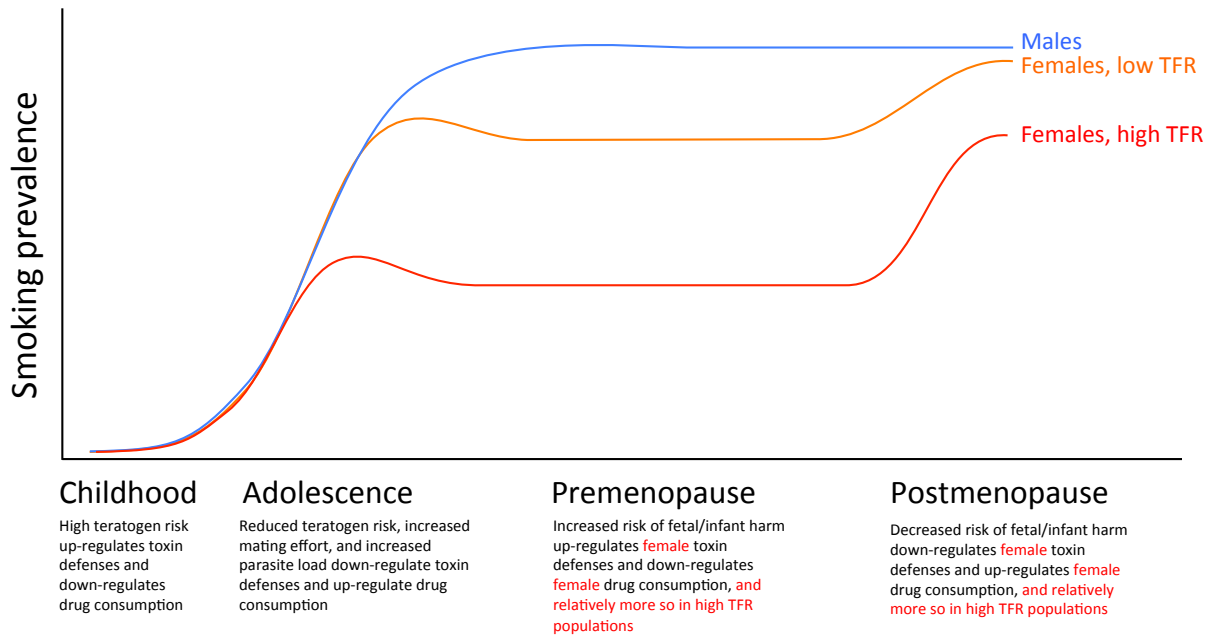 Smoking prevalence
Males
Females, low TFR
Females, high TFR
Childhood
High teratogen risk
up-regulates toxin
defenses and
down-regulates
drug consumption
Adolescence
Reduced teratogen risk, increased
mating effort, and increased
parasite load down-regulate toxin
defenses and up-regulate drug
consumption
Premenopause
Increased risk of fetal/infant harm
up-regulates female toxin
defenses and down-regulates
female drug consumption, and
relatively more so in high TFR
populations
Postmenopause
Decreased risk of fetal/infant harm
down-regulates female toxin
defenses and up-regulates female
drug consumption, and relatively
more so in high TFR populations